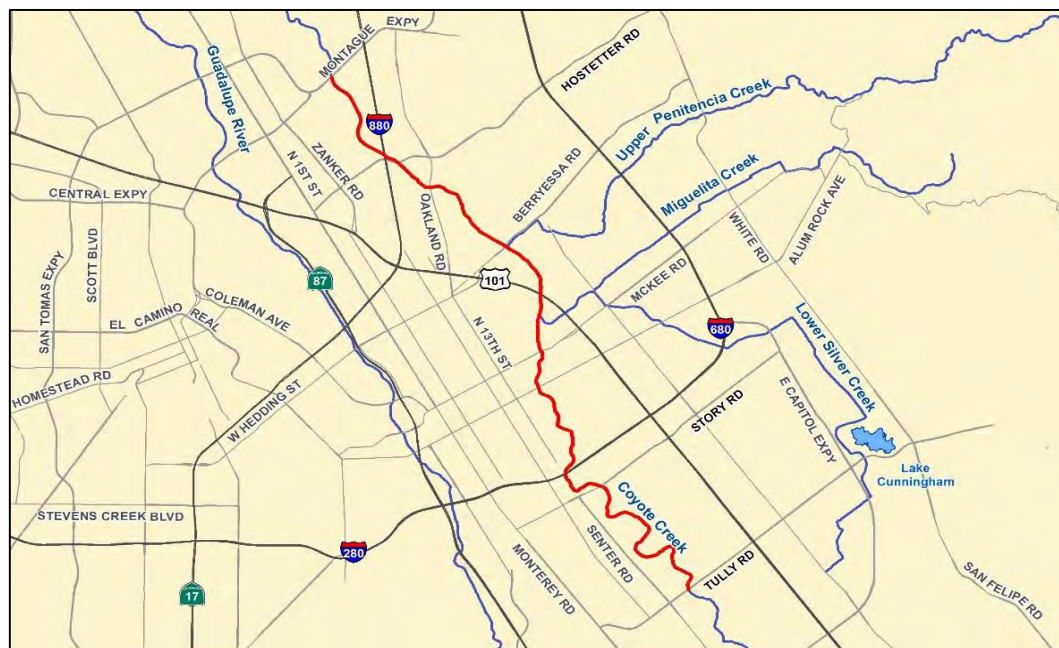 MONTAGUE EXPY
Guadalupe River
HOSTETTER RD
880
Upper Penitencia Creek
ZANKER RD
N 1ST ST
BERRYESSA RD
Miguelita Creek
CENTRAL EXPY
OAKLAND RD
WHITE RD
ALUM ROCK AVE
SAN TOMAS EXPY
SCOTT BLVD
87
101
MCKEE RD
COLEMAN AVE
EL CAMINO REAL
680
Lower Silver Creek
N 13TH ST
HOMESTEAD RD
W HEDDING ST
STORY RD
E CAPITOL EXPY
Lake
Cunningham
Coyote Creek
STEVENS CREEK BLVD
280
MONTEREY RD
SENTER RD
TULLY RD
SAN FELIPE RD
17